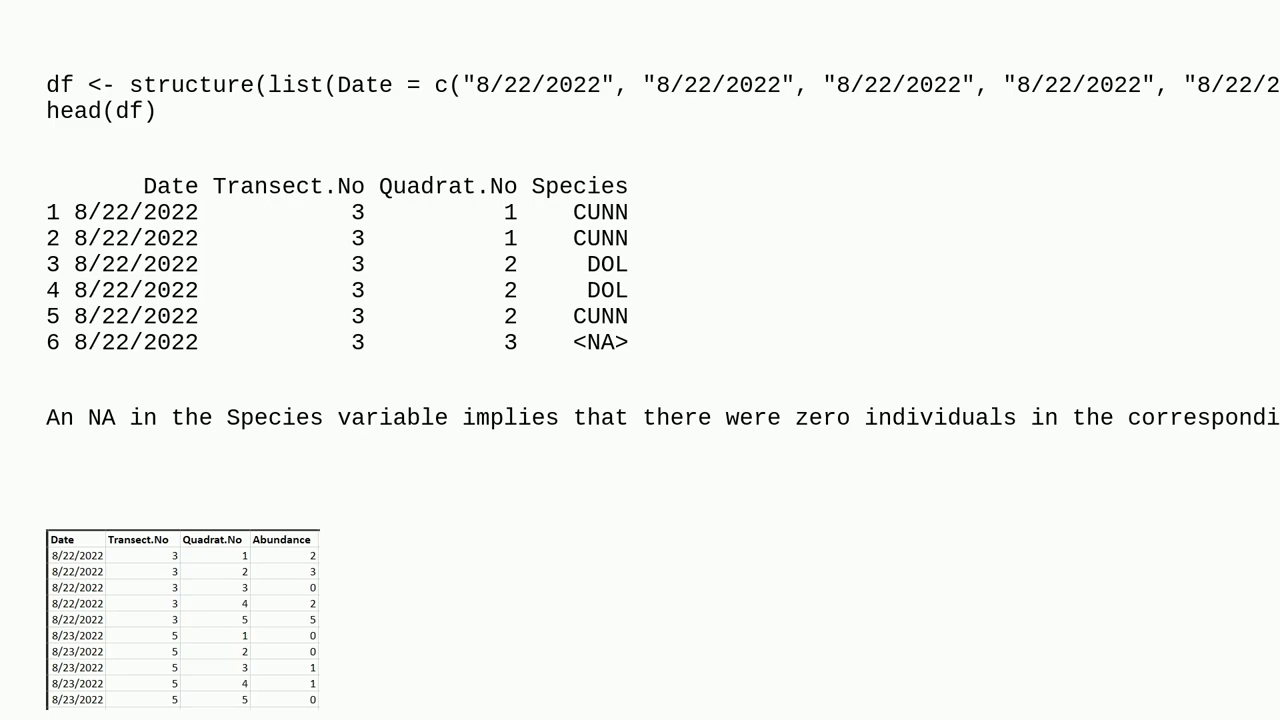 df <- structure(list(Date = c("8/22/2022", "8/22/2022", "8/22/2022", "8/22/2022", "8/22/2
head(df)
Date Transect.No Quadrat.No Species
1 8/22/2022 3 1 CUNN
2 8/22/2022 3 1 CUNN
3 8/22/2022 3 2 DOL
4 8/22/2022 3 2 DOL
5 8/22/2022 3 2 CUNN
6 8/22/2022 3 3 <NA>
An NA in the Species variable implies that there were zero individuals in the correspondi
Date Transect.No Quadrat.No Abundance
8/22/2022 3 1 2
8/22/2022 3 2 3
8/22/2022 3 3 0
8/22/2022 3 4 2
8/22/2022 3 5 5
8/23/2022 5 1 0
8/23/2022 5 2 0
8/23/2022 5 3 1
8/23/2022 5 4 1
8/23/2022 5 5 0